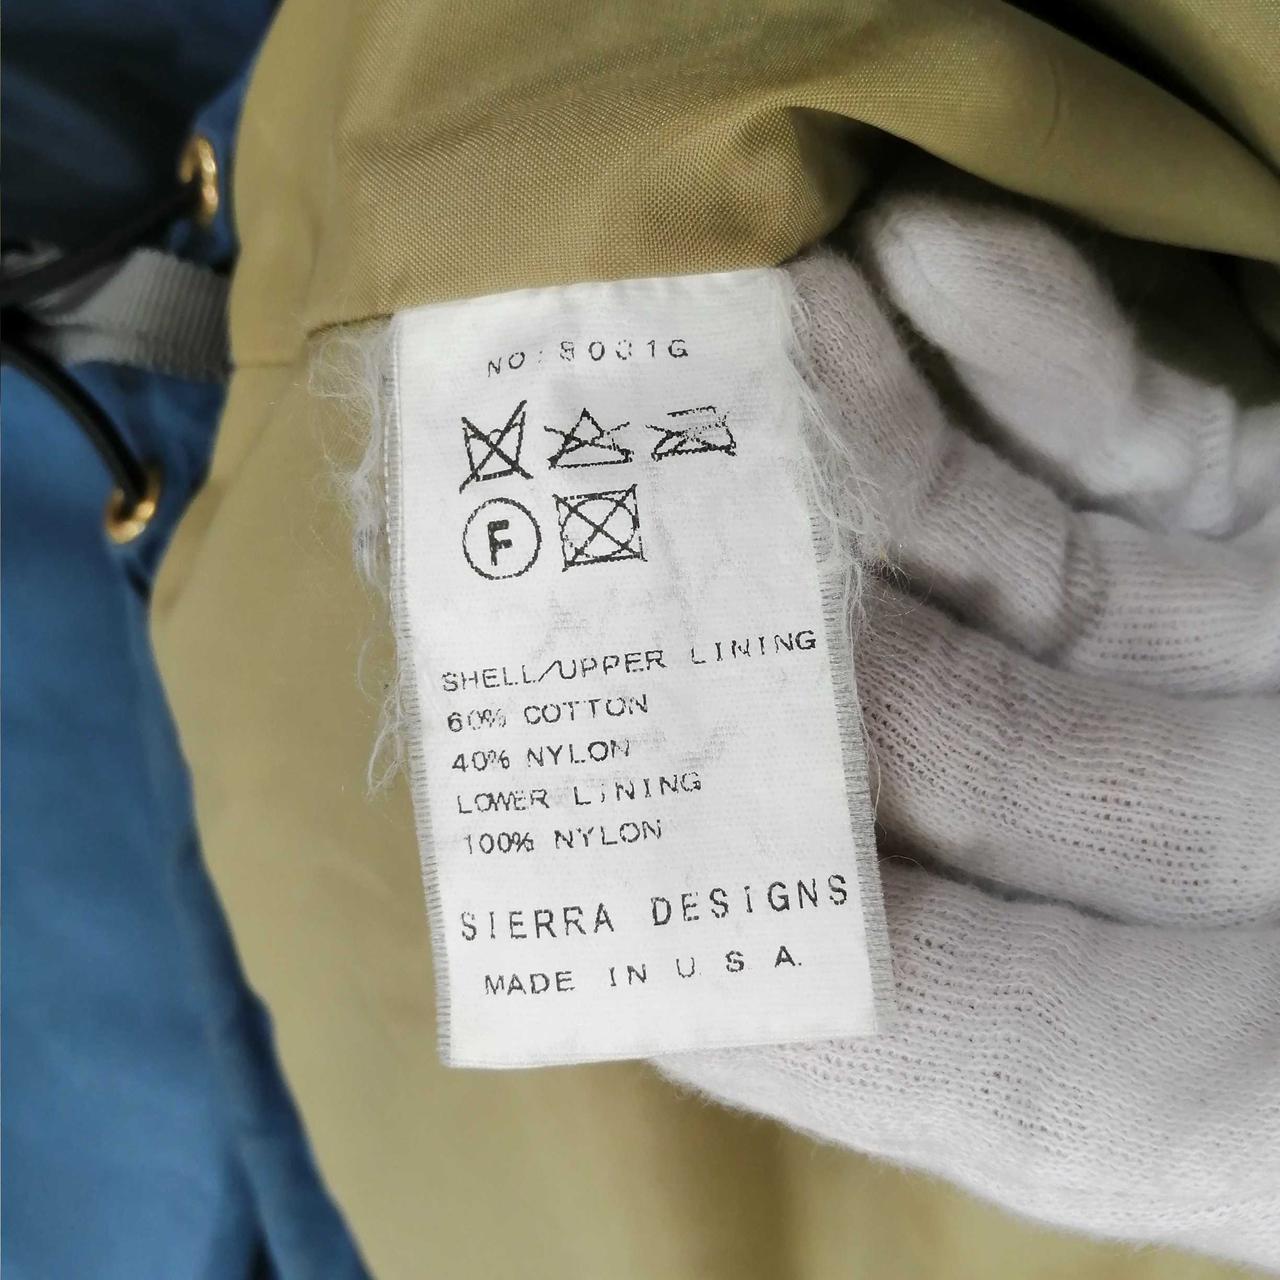 NO:8001G
F
SHELL/UPPER LINING
60% COTTON
40% NYLON
LOWER LINING
100% NYLON
SIERRA DESIGNS
MADE IN U S A.